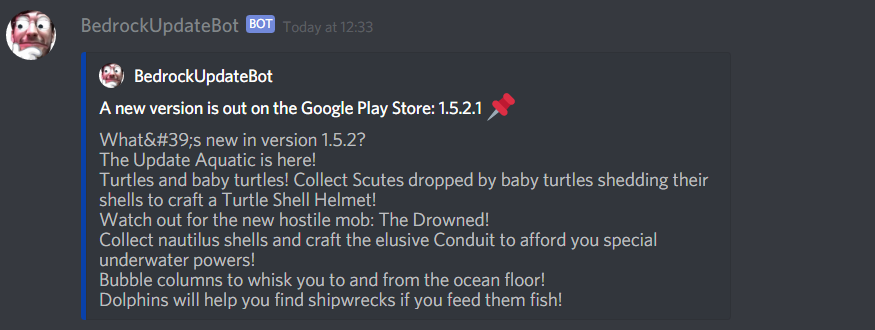 BedrockUpdateBot BOT Today at 12:33
BedrockUpdateBot
A new version is out on the Google Play Store: 1.5.2.1
What&#39;s new in version 1.5.2?
The Update Aquatic is here!
Turtles and baby turtles! Collect Scutes dropped by baby turtles shedding their
shells to craft a Turtle Shell Helmet!
Watch out for the new hostile mob: The Drowned!
Collect nautilus shells and craft the elusive Conduit to afford you special
underwater powers!
Bubble columns to whisk you to and from the ocean floor!
Dolphins will help you find shipwrecks if you feed them fish!